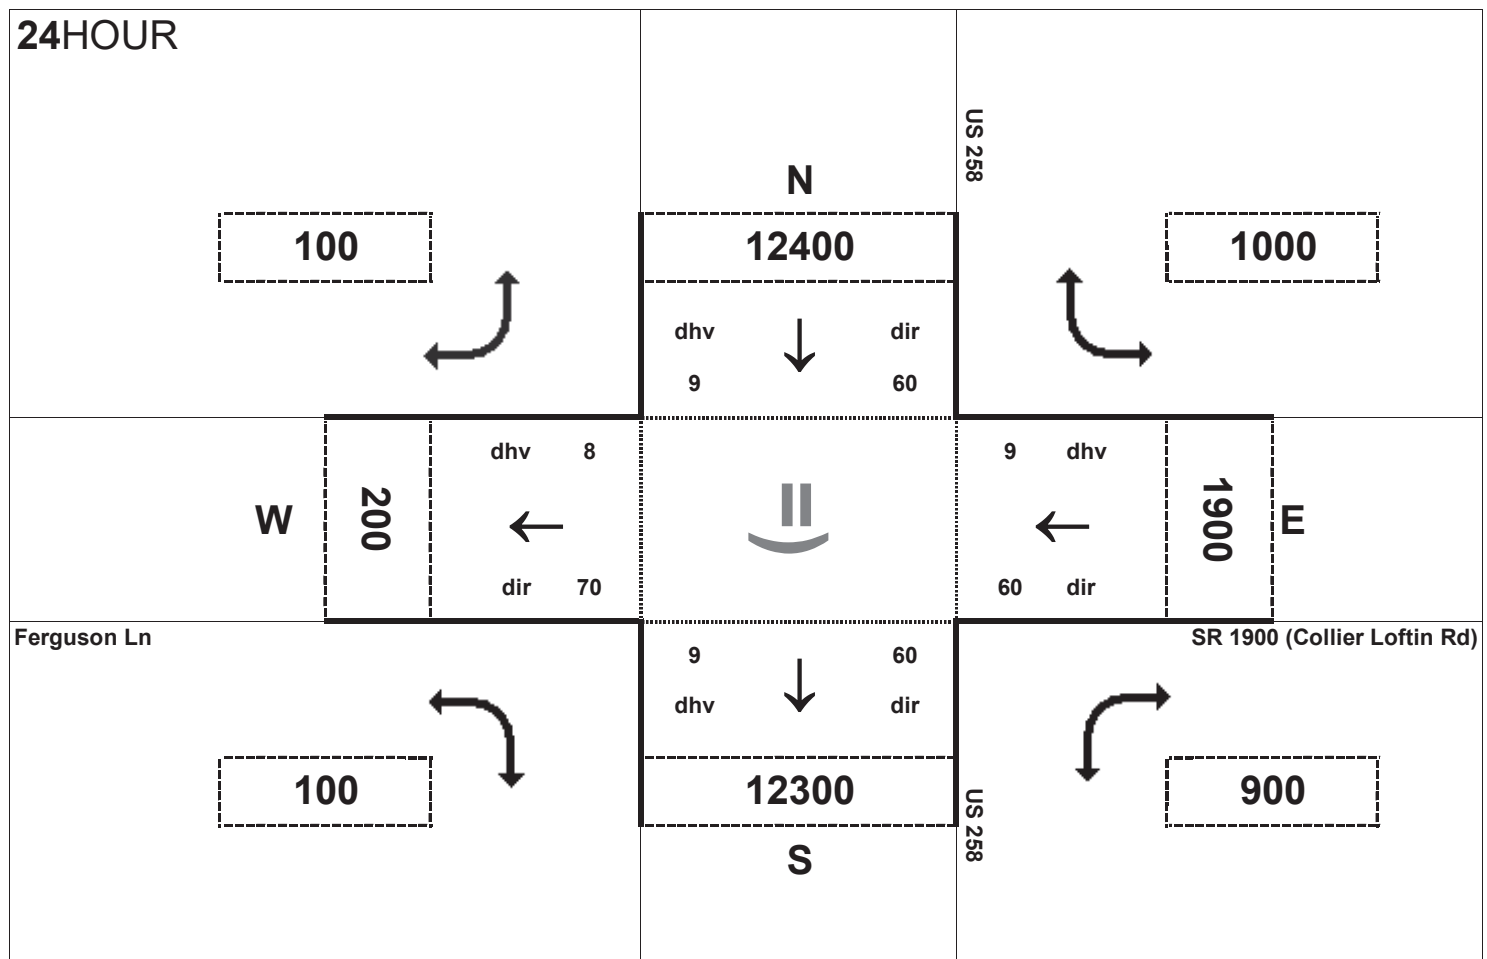 24HOUR
US 258
N
100
12400
1000
dhv
dir
9
60
dhv 8
9 dhv
W
200
1900
E
dir 70
60 dir
Ferguson Ln
SR 1900 (Collier Loftin Rd)
9
60
dhv
dir
100
12300
900
US 258
S